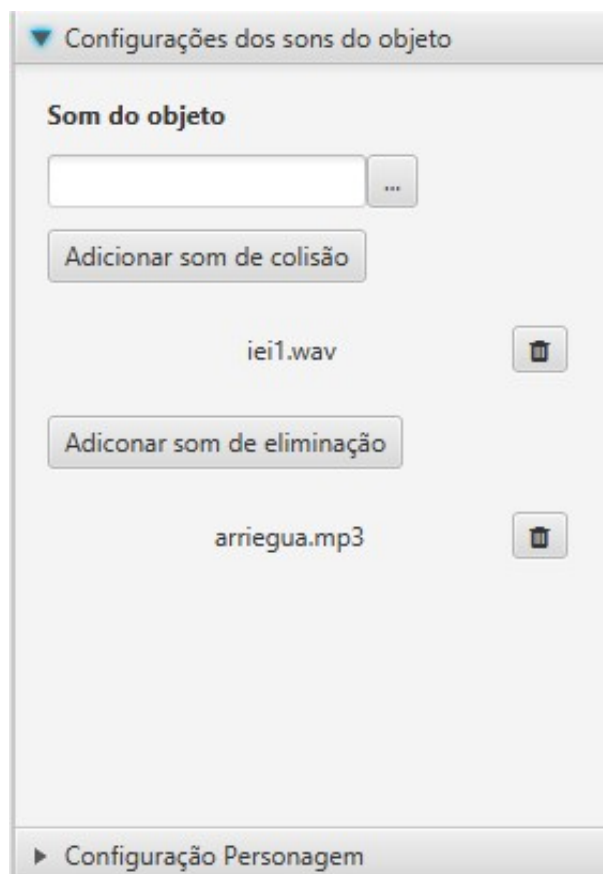 Configurações dos sons do objeto
Som do objeto
...
Adicionar som de colisão
iei1.wav
Adiconar som de eliminação
arriegua.mp3
Configuração Personagem